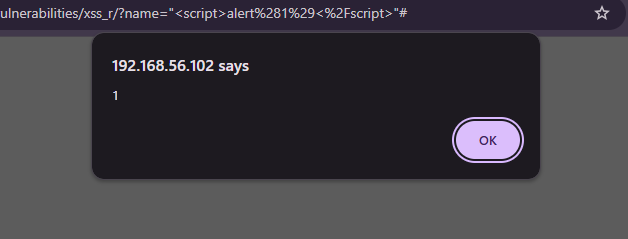 ulnerabilities/xss_r/?name="<script>alert%281%29<%2Fscript>"#
192.168.56.102 says
1
OK